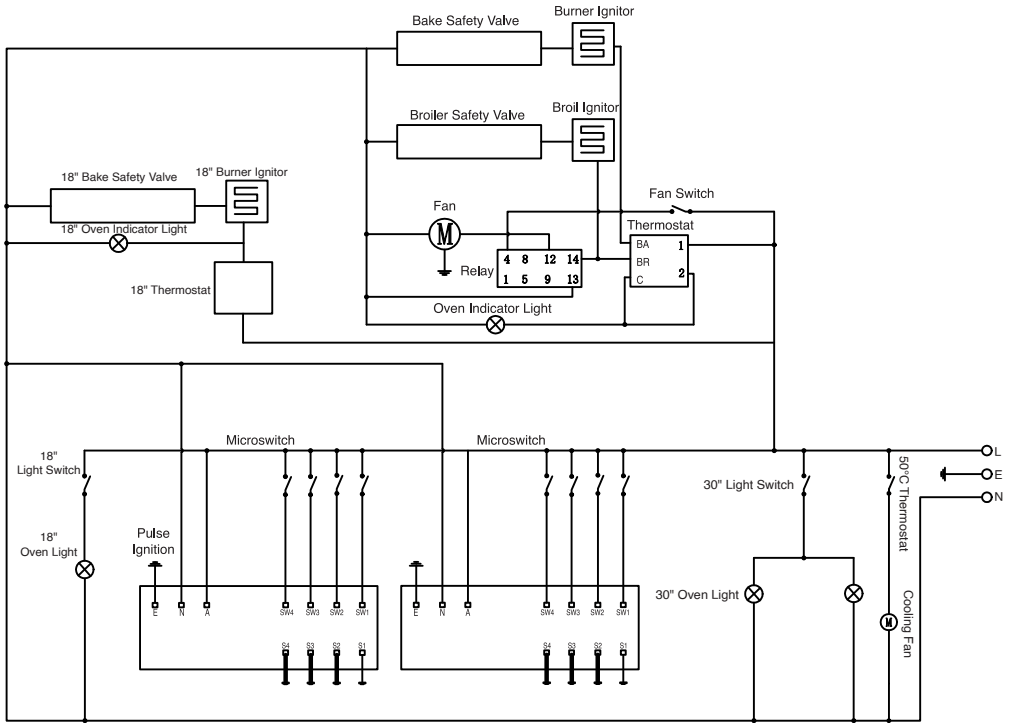 Bake Safety Valve
Burner Ignitor
Broiler Safety Valve
Broil Ignitor
18" Bake Safety Valve
18" Burner Ignitor
18" Oven Indicator Light
18" Thermostat
Fan
M
Fan Switch
Thermostat
BA 1
BR
C 2
Relay
4 8 12 14
1 5 9 13
Oven Indicator Light
18"
Light Switch
Microswitch
Microswitch
30" Light Switch
50°C Thermostat
L
E
N
18"
Oven Light
Pulse
Ignition
E N A SW4 SW3 SW2 SW1
S4 S3 S2 S1
E N A SW4 SW3 SW2 SW1
S4 S3 S2 S1
30" Oven Light
M
Cooling Fan